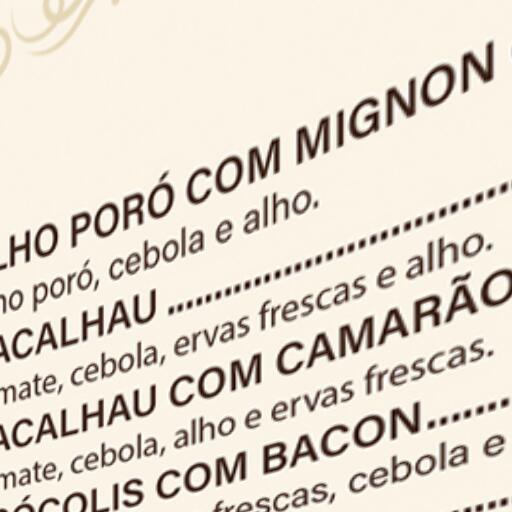 LHO PORÓ COM MIGNON
ho poró, cebola e alho.
ACALHAU ........................................
mate, cebola, ervas frescas e alho.
ACALHAU COM CAMARÃO
mate, cebola, alho e ervas frescas.
ÓCOLIS COM BACON........
frescas, cebola e